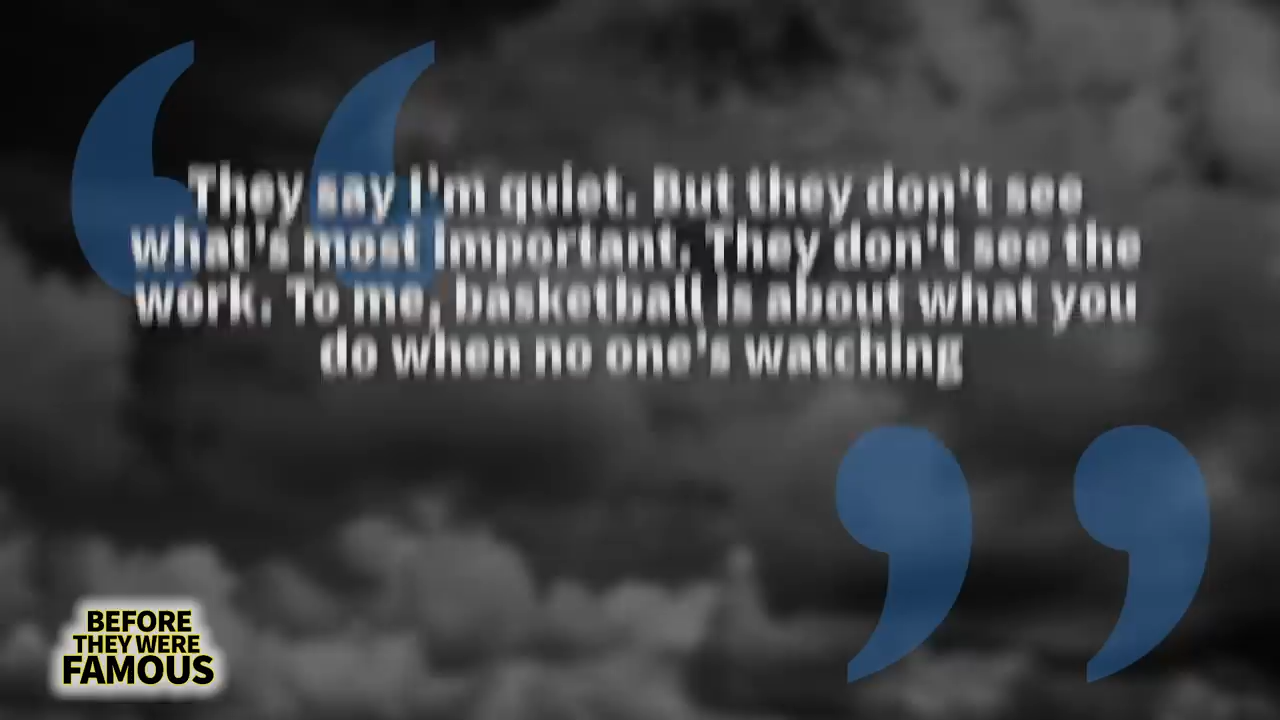 They say I'm quiet. But they don't see
what's most important. They don't see the
work. To me, basketball is about what you
do when no one's watching
BEFORE
THEY WERE
FAMOUS